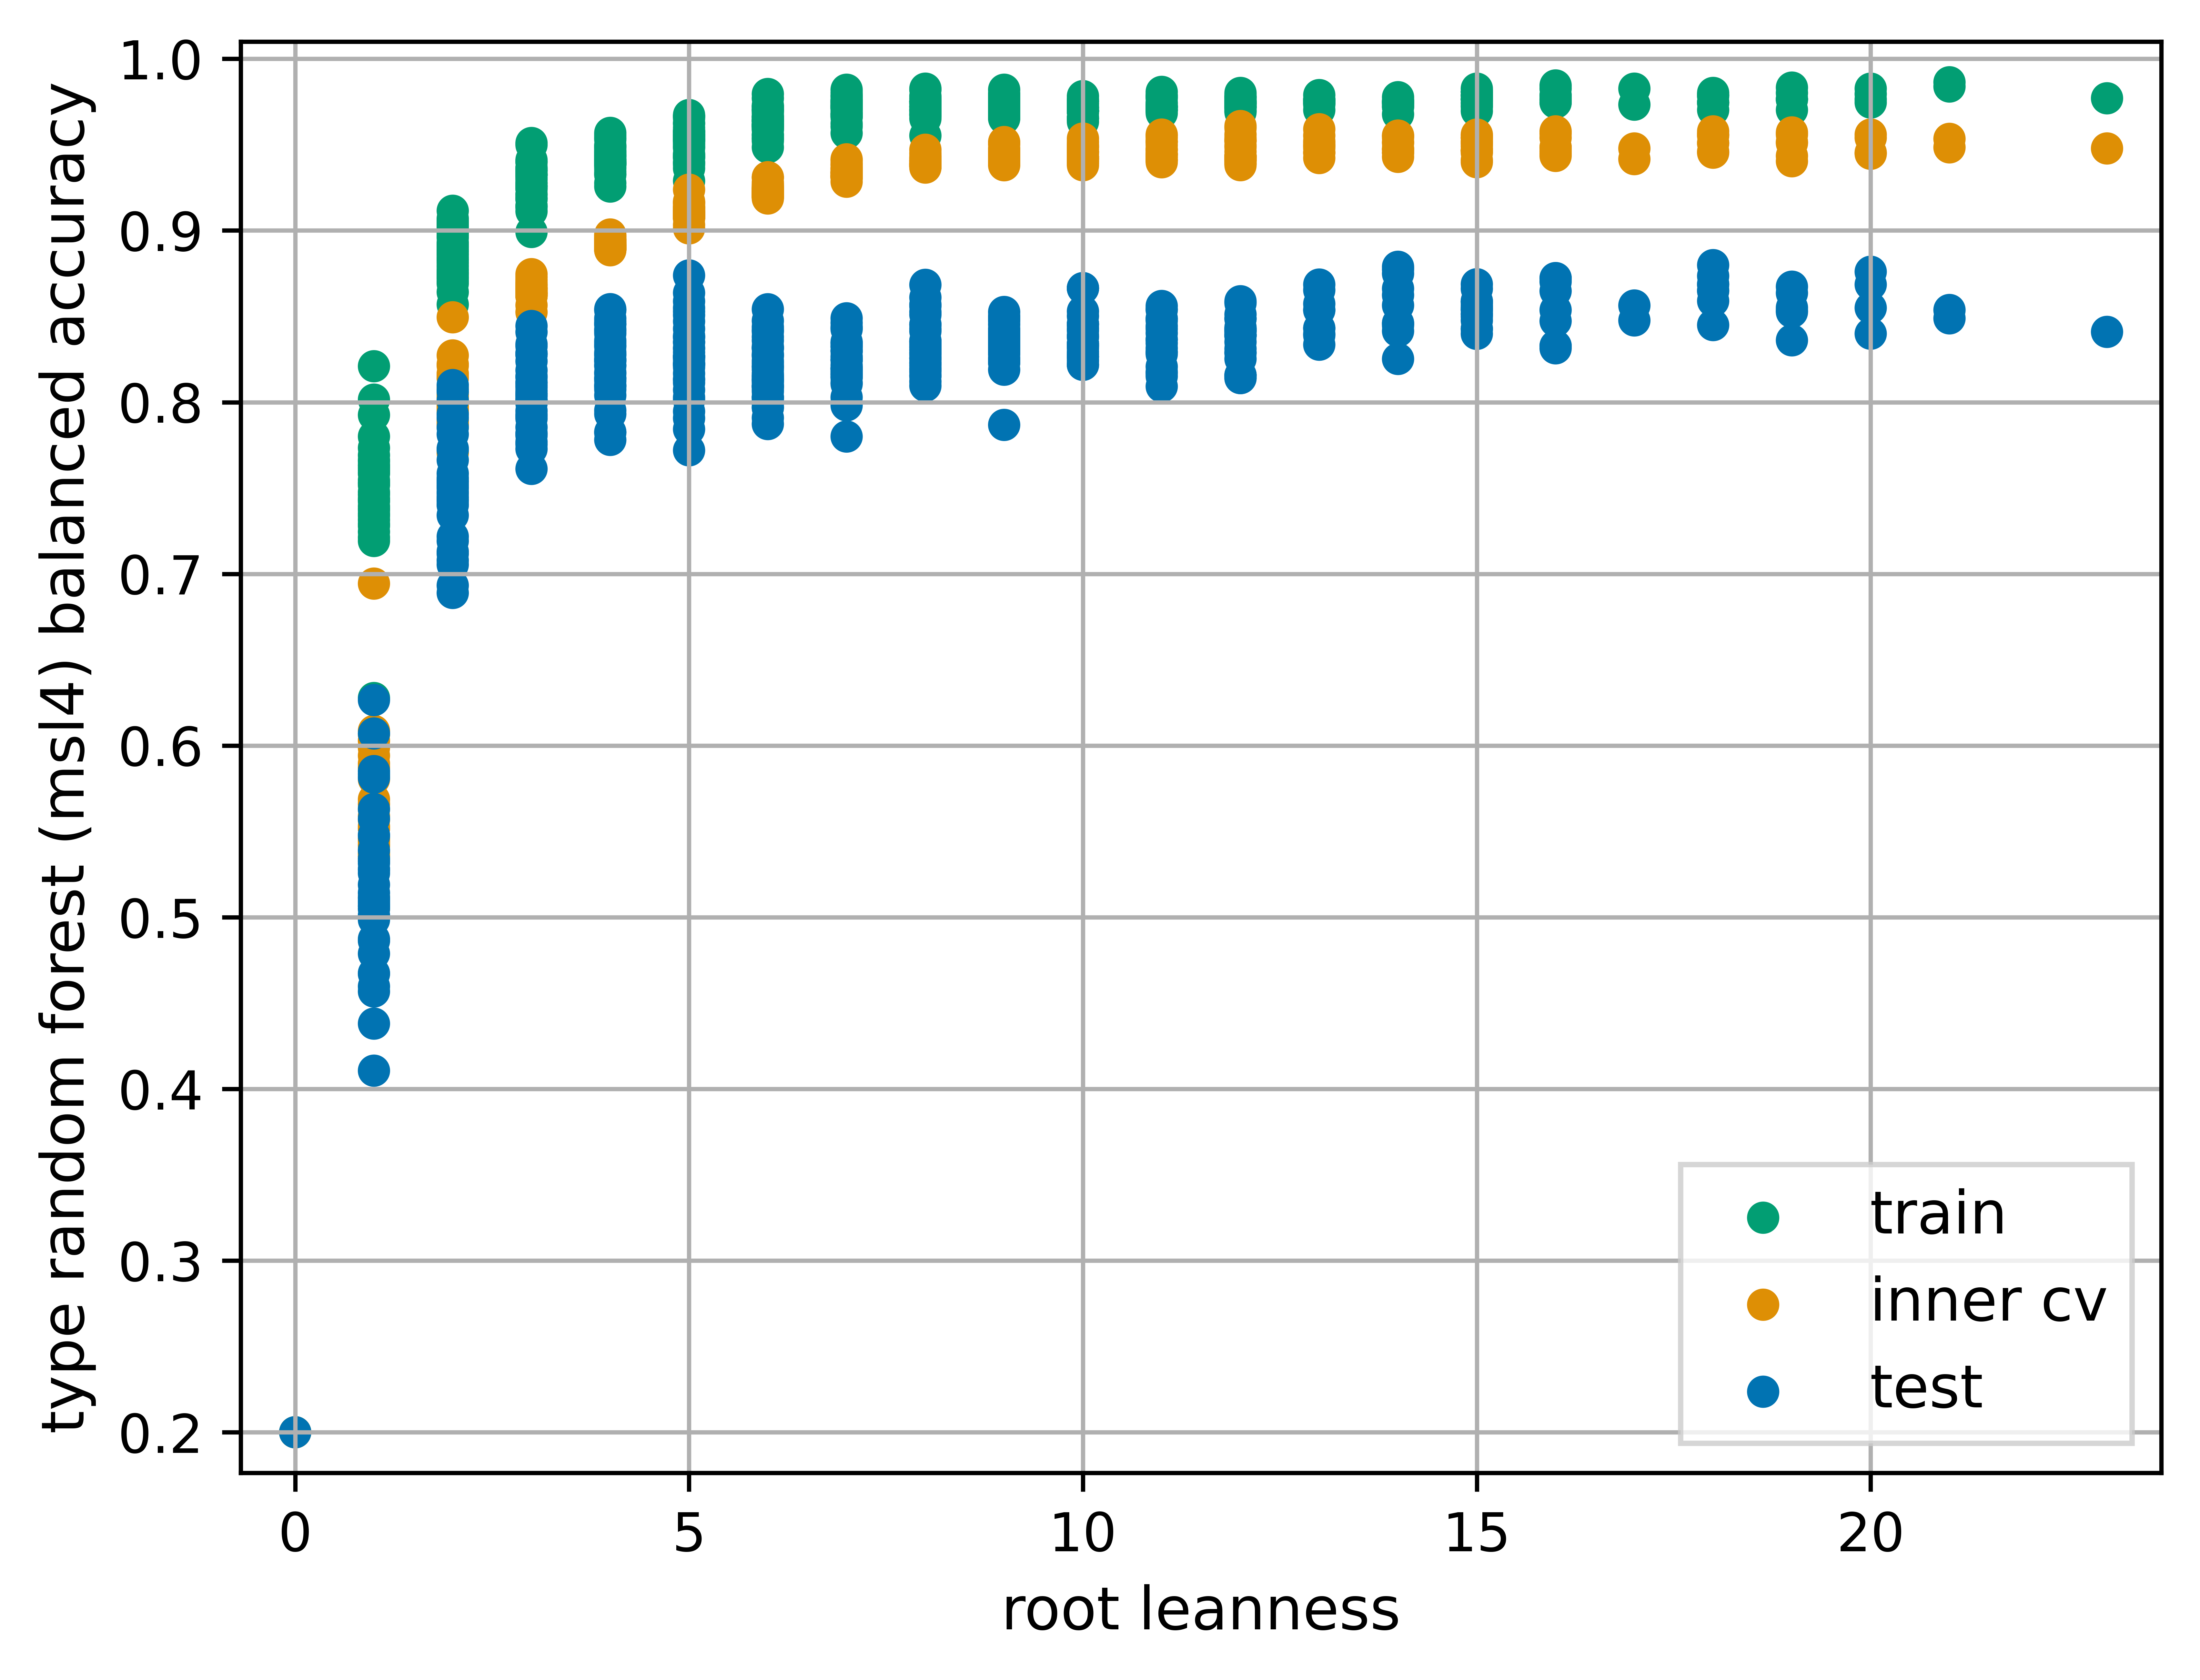 type random forest (msl4) balanced accuracy
1.0
0.9
0.8
0.7
0.6
0.5
0.4
0.3
0.2
train
inner cv
test
0 5 10 15 20
root leanness